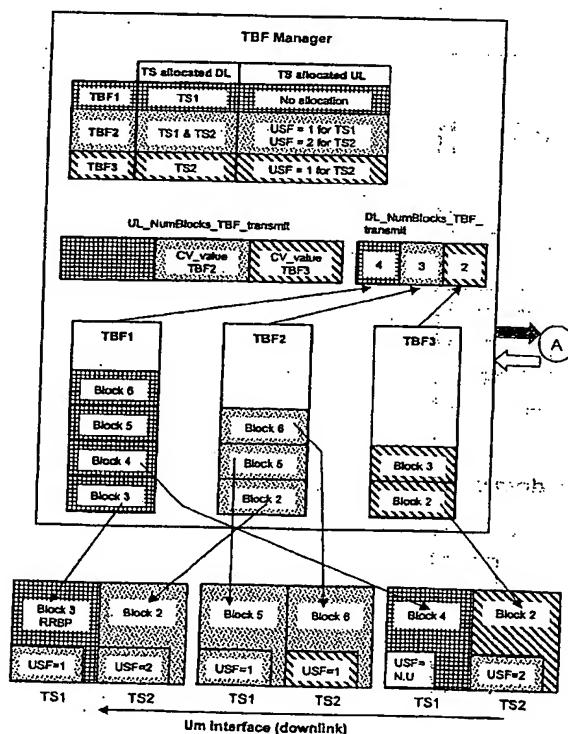 TBF Manager
TS allocated DL
TS allocated UL
TBF1
TS1
No allocation
TBF2
TS1 & TS2
USF = 1 for TS1
USF = 2 for TS2
TBF3
TS2
USF = 1 for TS2
UL_NumBlocks_TBF_transmit
DL_NumBlocks_TBF_
transmit
CV_value
TBF2
CV_value
TBF3
4
3
2
TBF1
TBF2
TBF3
A
Block 6
Block 5
Block 4
Block 3
Block 6
Block 5
Block 2
Block 3
Block 2
Block 3
RRBP
Block 2
Block 5
Block 6
Block 4
Block 2
USF=1
USF=2
USF=1
USF=1
USF=
N.U
USF=2
TS1
TS2
TS1
TS2
TS1
TS2
Um Interface (downlink)